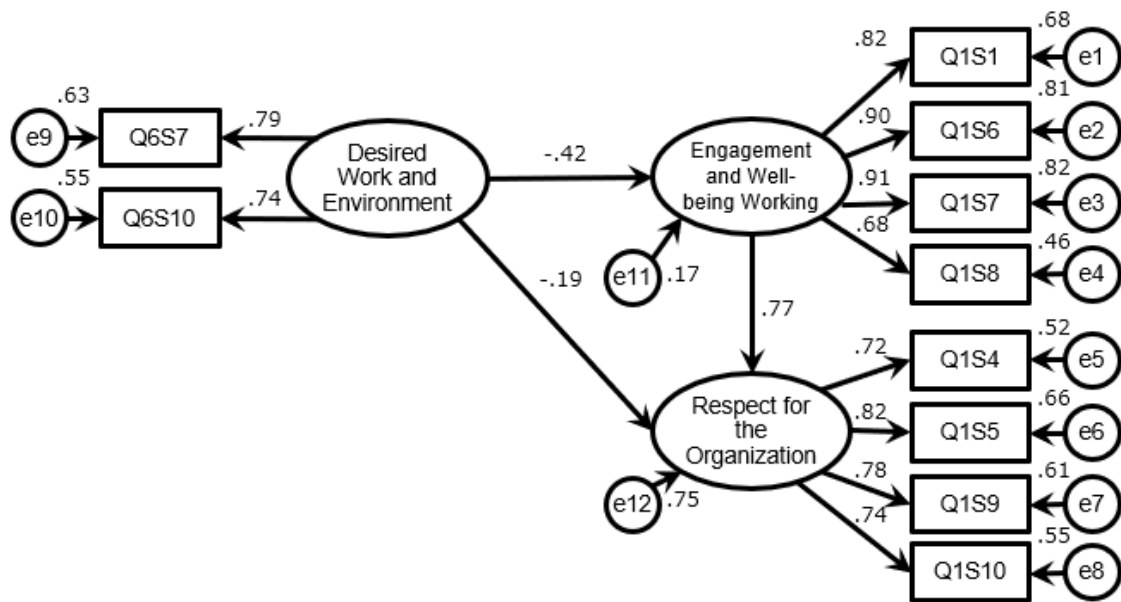 .68
.82
Q1S1
e1
.63
.81
e9
Q6S7
.79
.90
Q1S6
e2
Desired
Work and
Environment
-.42
Engagement
and Well-
being Working
.91
.82
Q1S7
e3
.55
e10
Q6S10
.74
.68
.46
Q1S8
e4
e11
.17
-.19
.77
.52
.72
Q1S4
e5
Respect for
the
Organization
.82
.66
Q1S5
e6
.78
.61
Q1S9
e7
e12
.75
.74
.55
Q1S10
e8